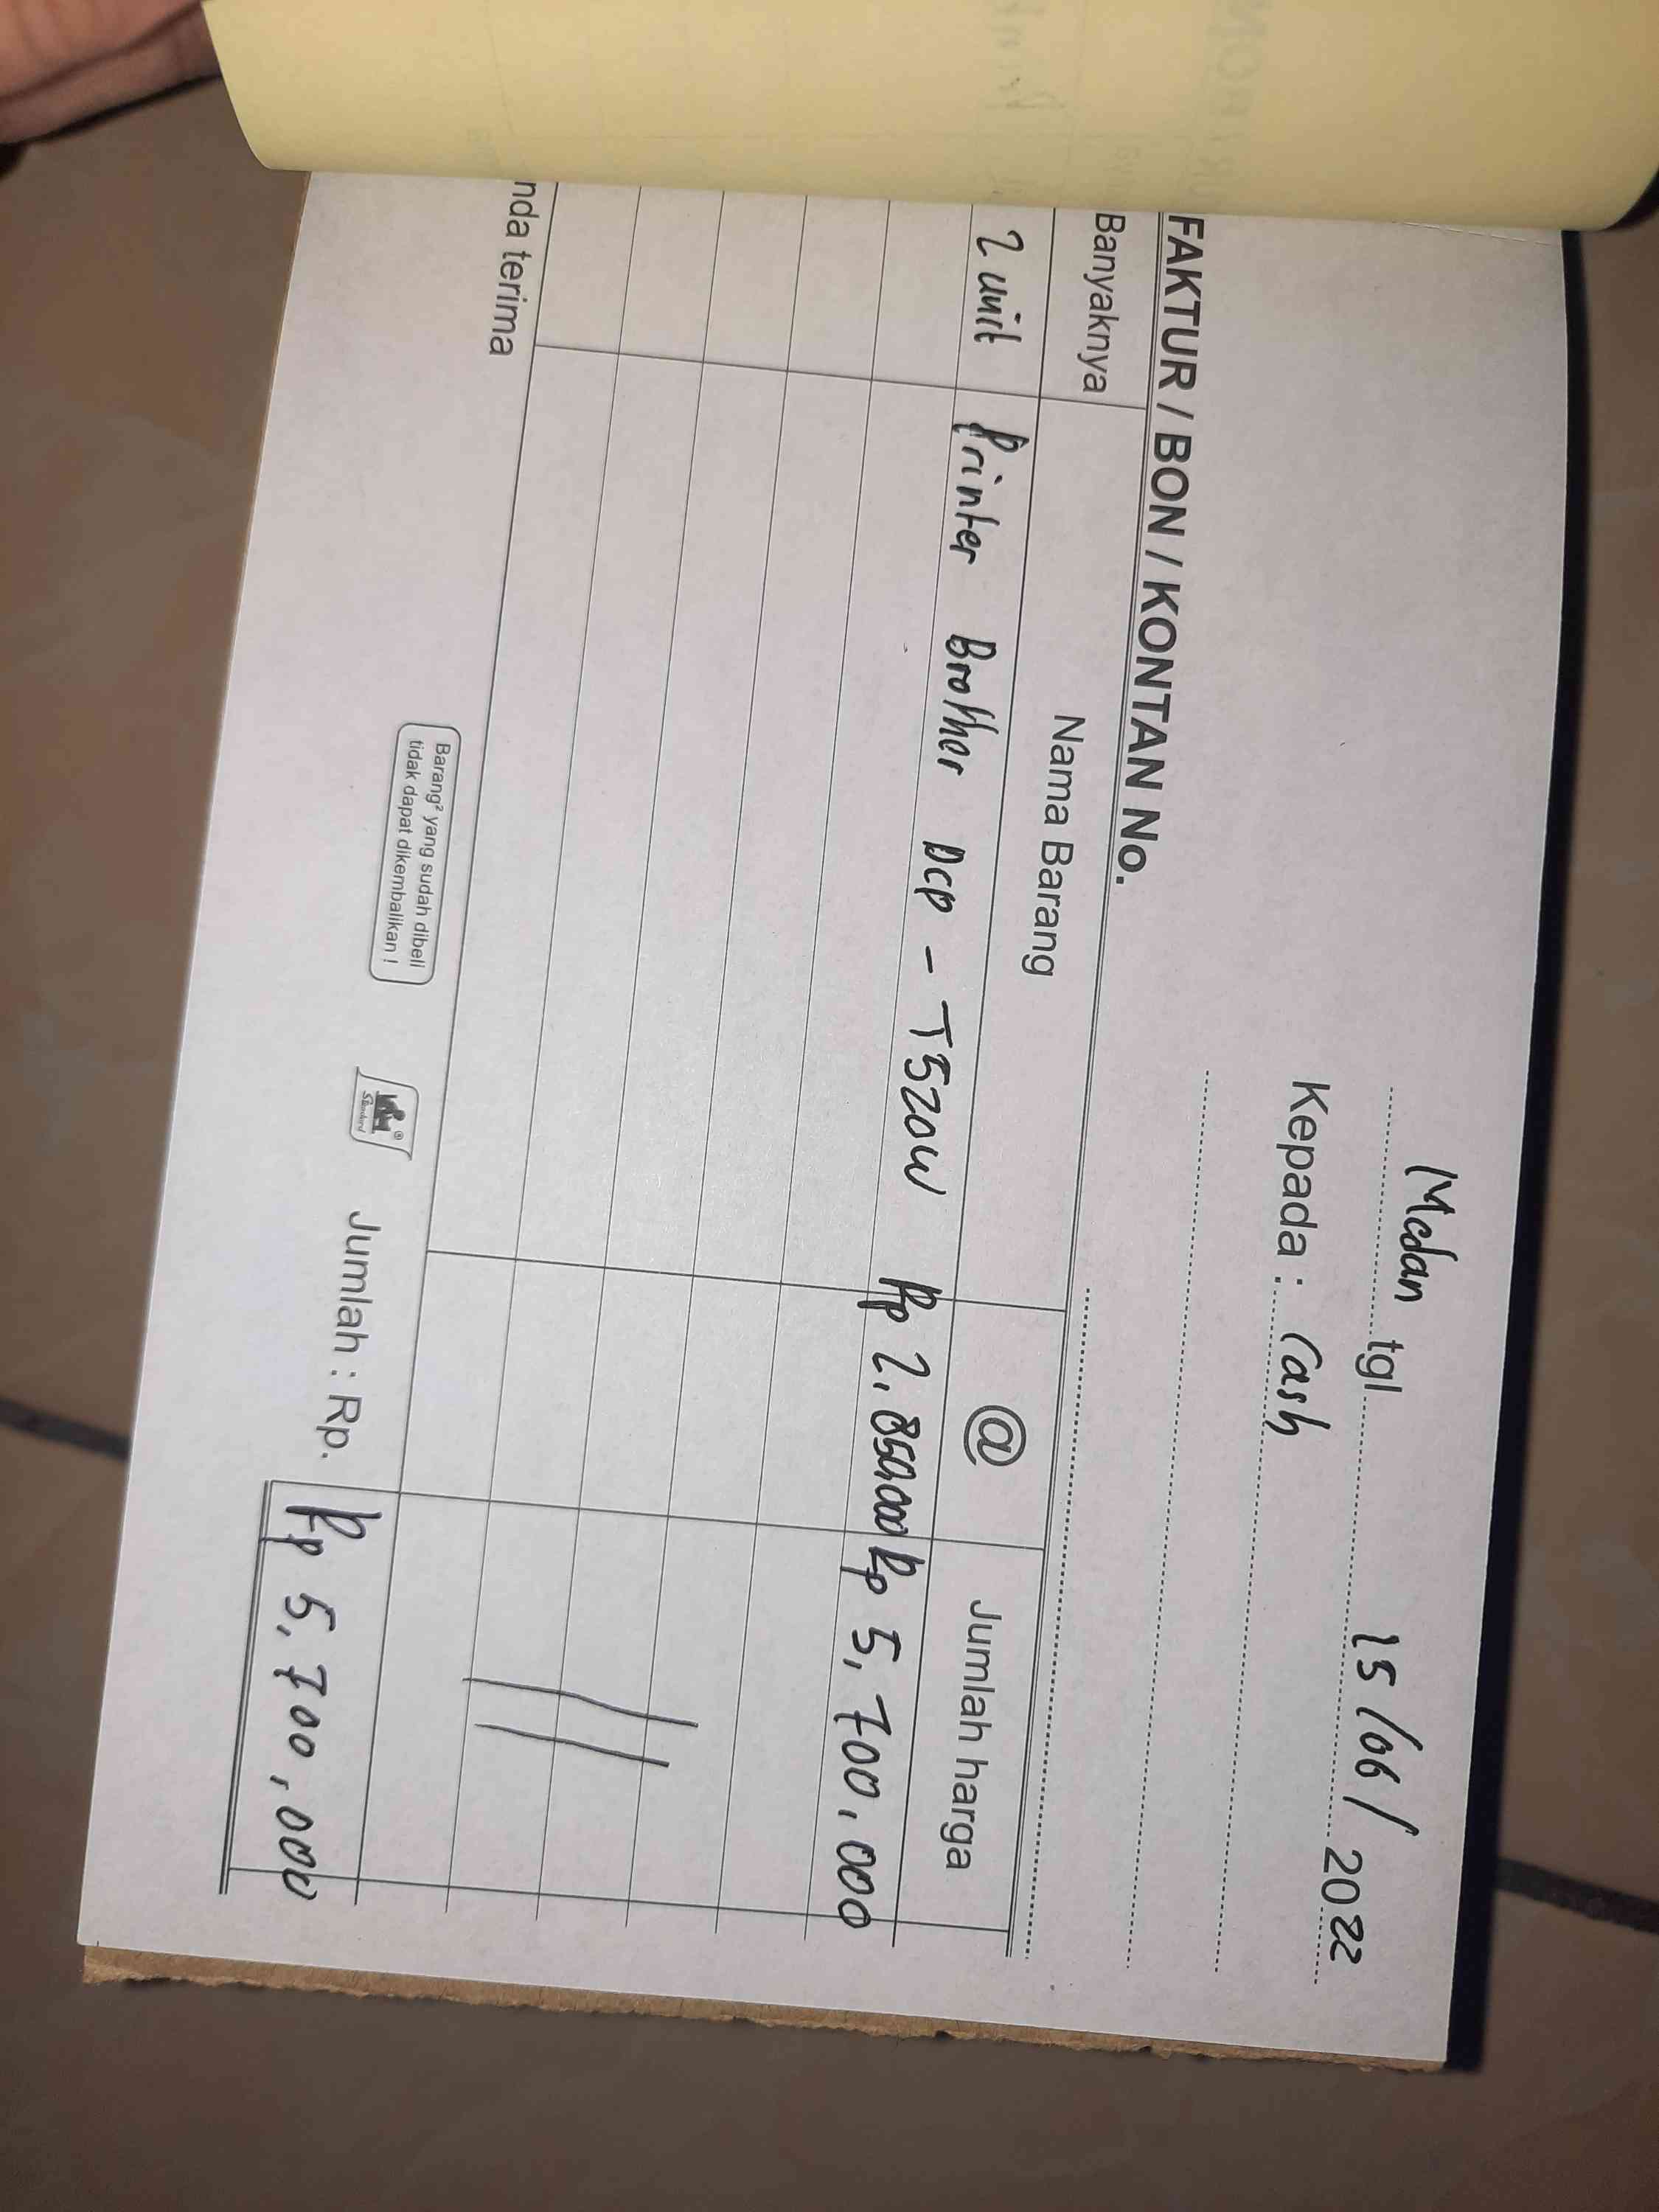 Medan tgl 15/06/2022
Kepada : Cash
FAKTUR / BON / KONTAN No.
Banyaknya Nama Barang @ Jumlah harga
2 unit Printer Brother DCP - T520W Rp 2.850.000 Rp 5,700,000
nda terima
Barang² yang sudah dibeli
tidak dapat dikembalikan !
Standard
Jumlah : Rp. Rp 5,700,000